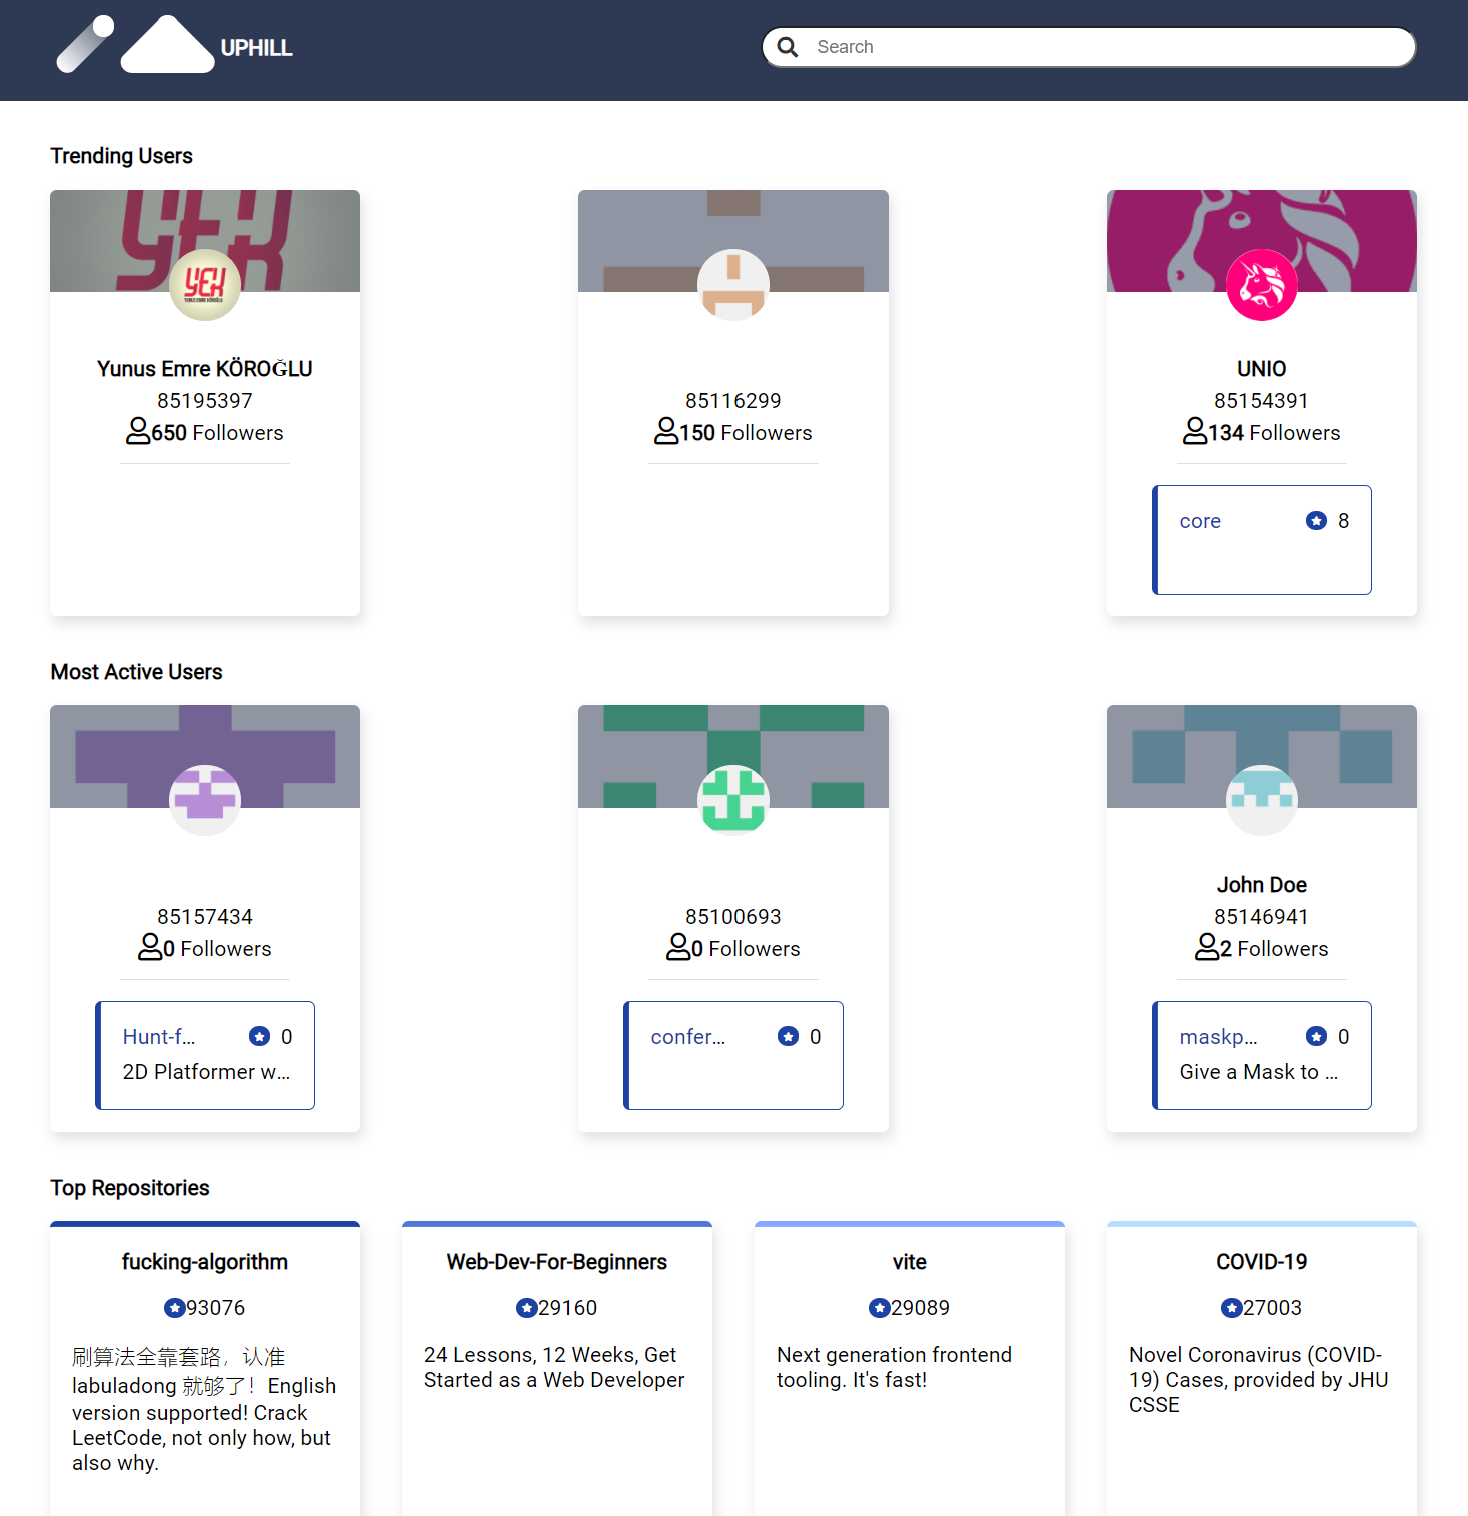 UPHILL
Search
Trending Users
YEK
YEK
YUNUS EMRE KÖROĞLU
Yunus Emre KÖROĞLU
85195397
650 Followers
85116299
150 Followers
UNIO
85154391
134 Followers
core 8
Most Active Users
85157434
0 Followers
Hunt-f... 0
2D Platformer w...
85100693
0 Followers
confer... 0
John Doe
85146941
2 Followers
maskp... 0
Give a Mask to ...
Top Repositories
fucking-algorithm
93076
刷算法全靠套路，认准
labuladong 就够了！English
version supported! Crack
LeetCode, not only how, but
also why.
Web-Dev-For-Beginners
29160
24 Lessons, 12 Weeks, Get
Started as a Web Developer
vite
29089
Next generation frontend
tooling. It's fast!
COVID-19
27003
Novel Coronavirus (COVID-
19) Cases, provided by JHU
CSSE